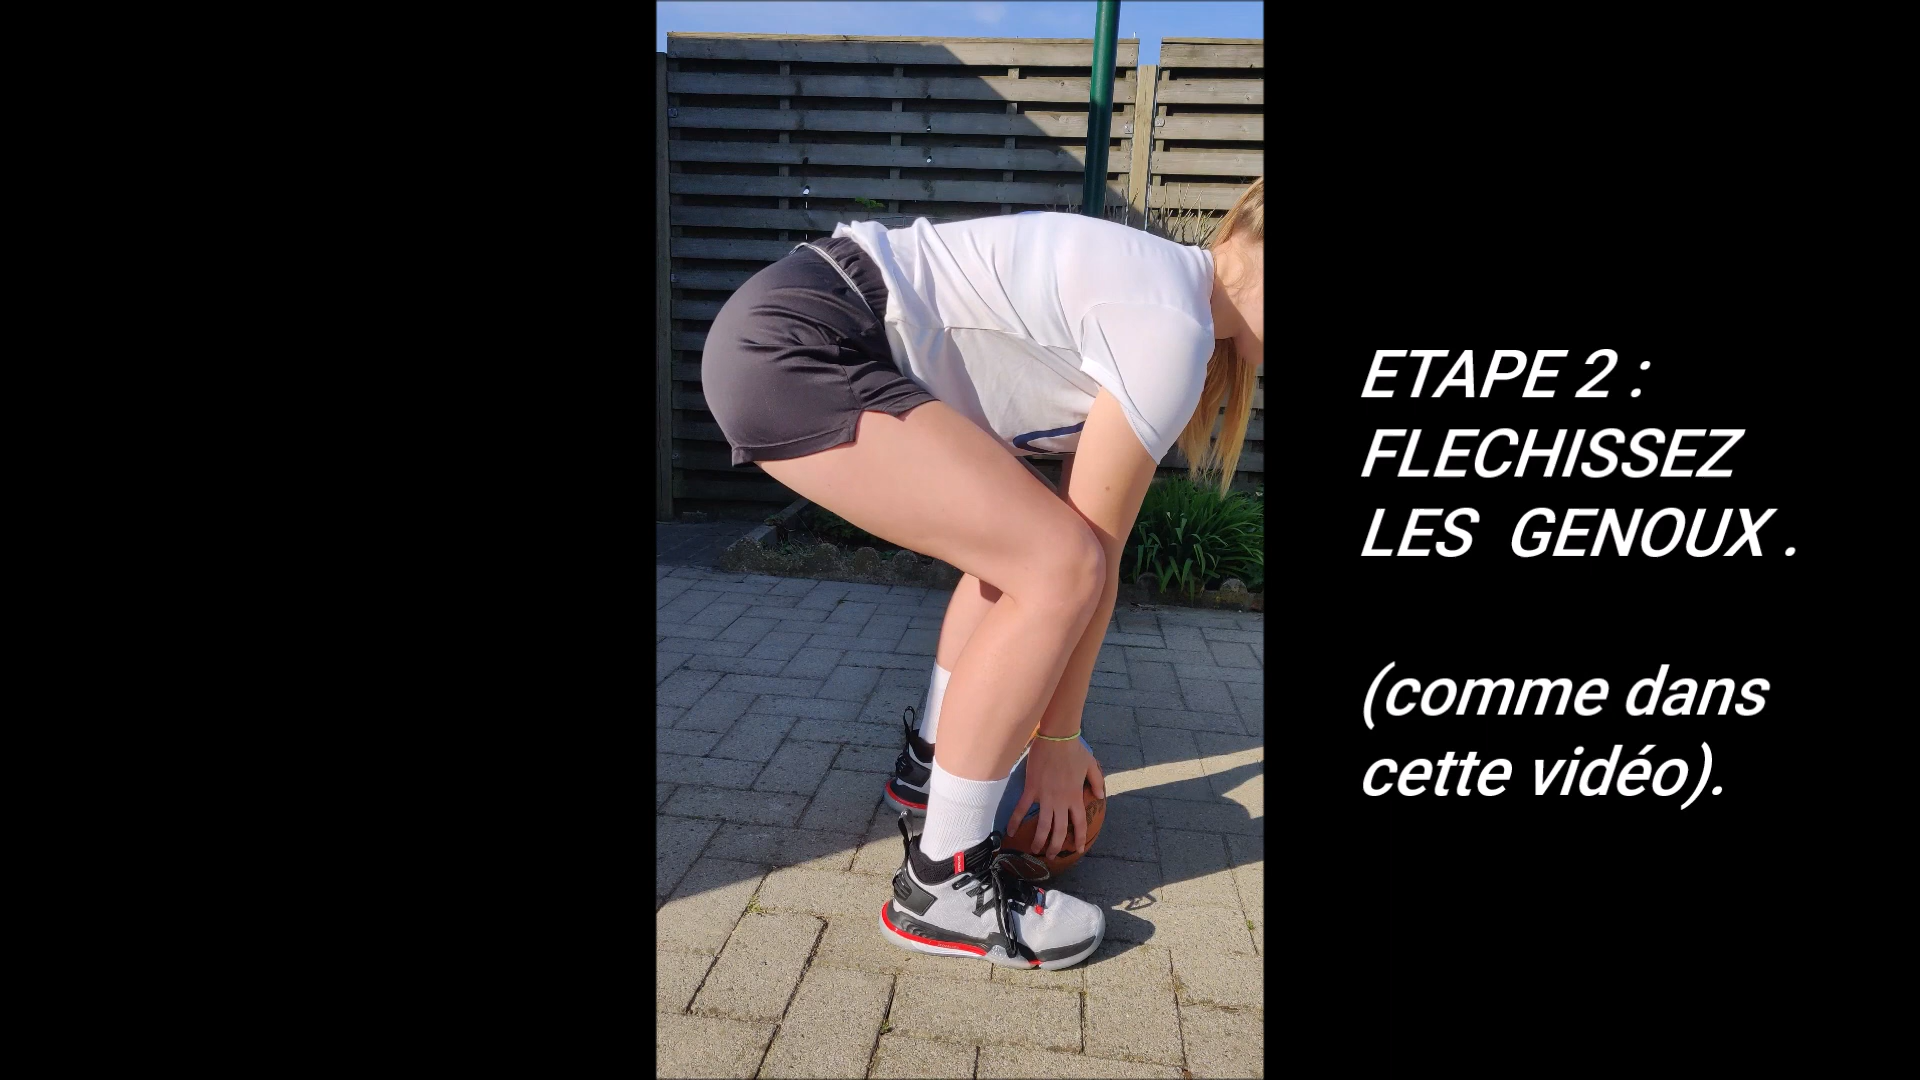 ETAPE 2 :
FLECHISSEZ
LES GENOUX .
(comme dans
cette vidéo).